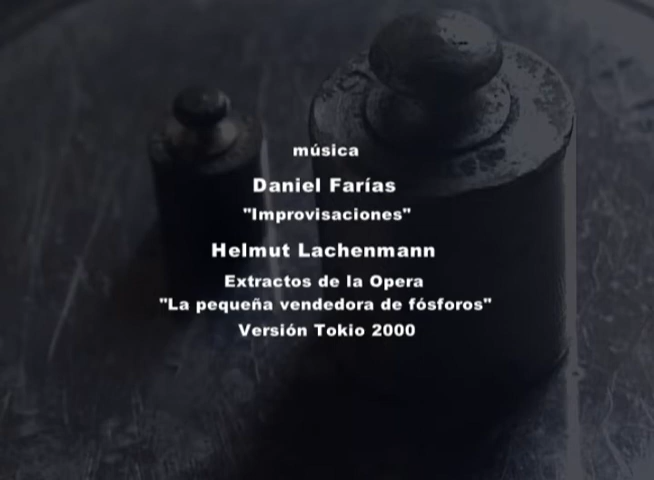 música
Daniel Farías
"Improvisaciones"
Helmut Lachenmann
Extractos de la Opera
"La pequeña vendedora de fósforos"
Versión Tokio 2000